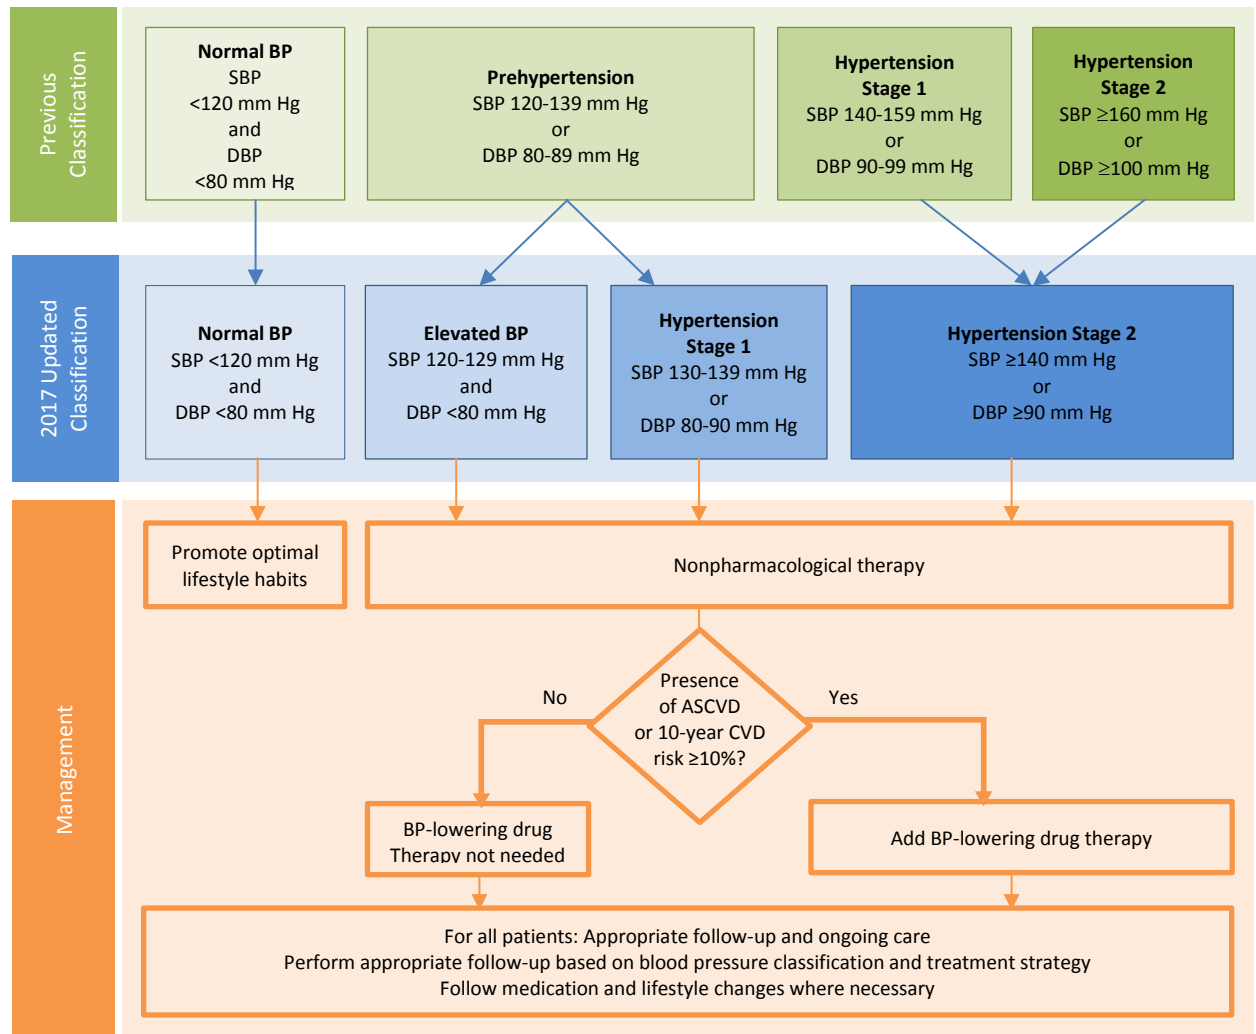 Previous
Classification
Normal BP
SBP
<120 mm Hg
and
DBP
<80 mm Hg
Prehypertension
SBP 120-139 mm Hg
or
DBP 80-89 mm Hg
Hypertension
Stage 1
SBP 140-159 mm Hg
or
DBP 90-99 mm Hg
Hypertension
Stage 2
SBP ≥160 mm Hg
or
DBP ≥100 mm Hg
2017 Updated
Classification
Normal BP
SBP <120 mm Hg
and
DBP <80 mm Hg
Elevated BP
SBP 120-129 mm Hg
and
DBP <80 mm Hg
Hypertension
Stage 1
SBP 130-139 mm Hg
or
DBP 80-90 mm Hg
Hypertension Stage 2
SBP ≥140 mm Hg
or
DBP ≥90 mm Hg
Management
Promote optimal
lifestyle habits
Nonpharmacological therapy
Presence
of ASCVD
or 10-year CVD
risk ≥10%?
No
Yes
BP-lowering drug
Therapy not needed
Add BP-lowering drug therapy
For all patients: Appropriate follow-up and ongoing care
Perform appropriate follow-up based on blood pressure classification and treatment strategy
Follow medication and lifestyle changes where necessary